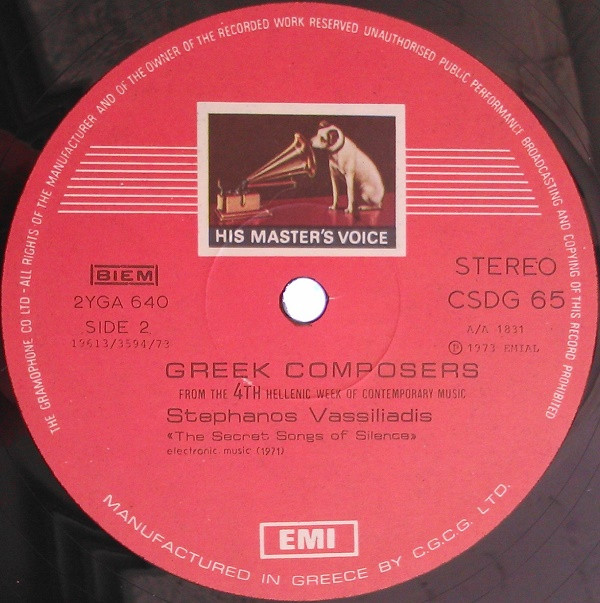 THE GRAMOPHONE CO LTD - ALL RIGHTS OF THE MANUFACTURER AND OF THE OWNER OF THE RECORDED WORK RESERVED UNAUTHORISED PUBLIC PERFORMANCE BROADCASTING AND COPYING OF THIS RECORD PROHIBITED
HIS MASTER'S VOICE
BIEM
2YGA 640
SIDE 2
19613/3594/73
STEREO
CSDG 65
A/A 1831
Ⓟ 1973 EMIAL
GREEK COMPOSERS
FROM THE 4TH HELLENIC WEEK OF CONTEMPORARY MUSIC
Stephanos Vassiliadis
«The Secret Songs of Silence»
electronic music (1971)
EMI
MANUFACTURED IN GREECE BY C.G.C.G. LTD.